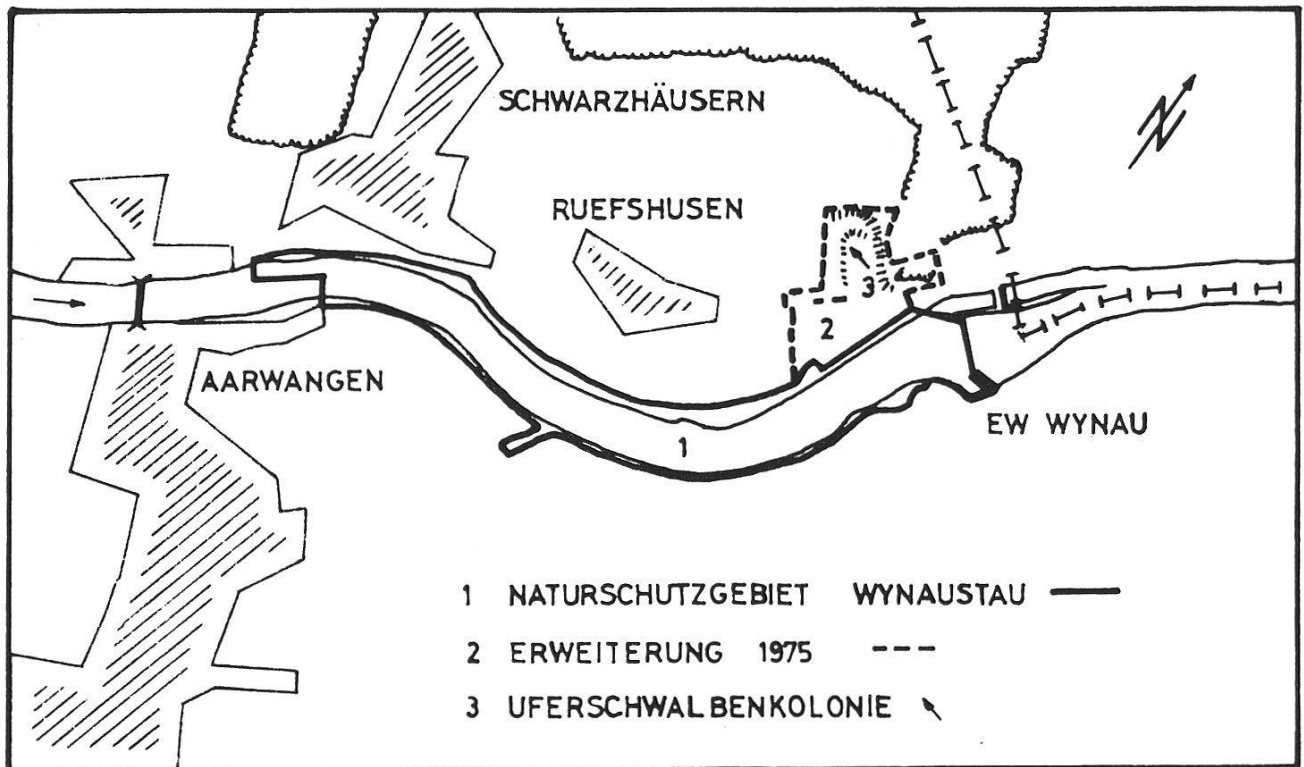 SCHWARZHÄUSERN
N
RUEFSHUSEN
3
2
AARWANGEN
EW WYNAU
1
1 NATURSCHUTZGEBIET WYNAUSTAU
2 ERWEITERUNG 1975
3 UFERSCHWALBENKOLONIE